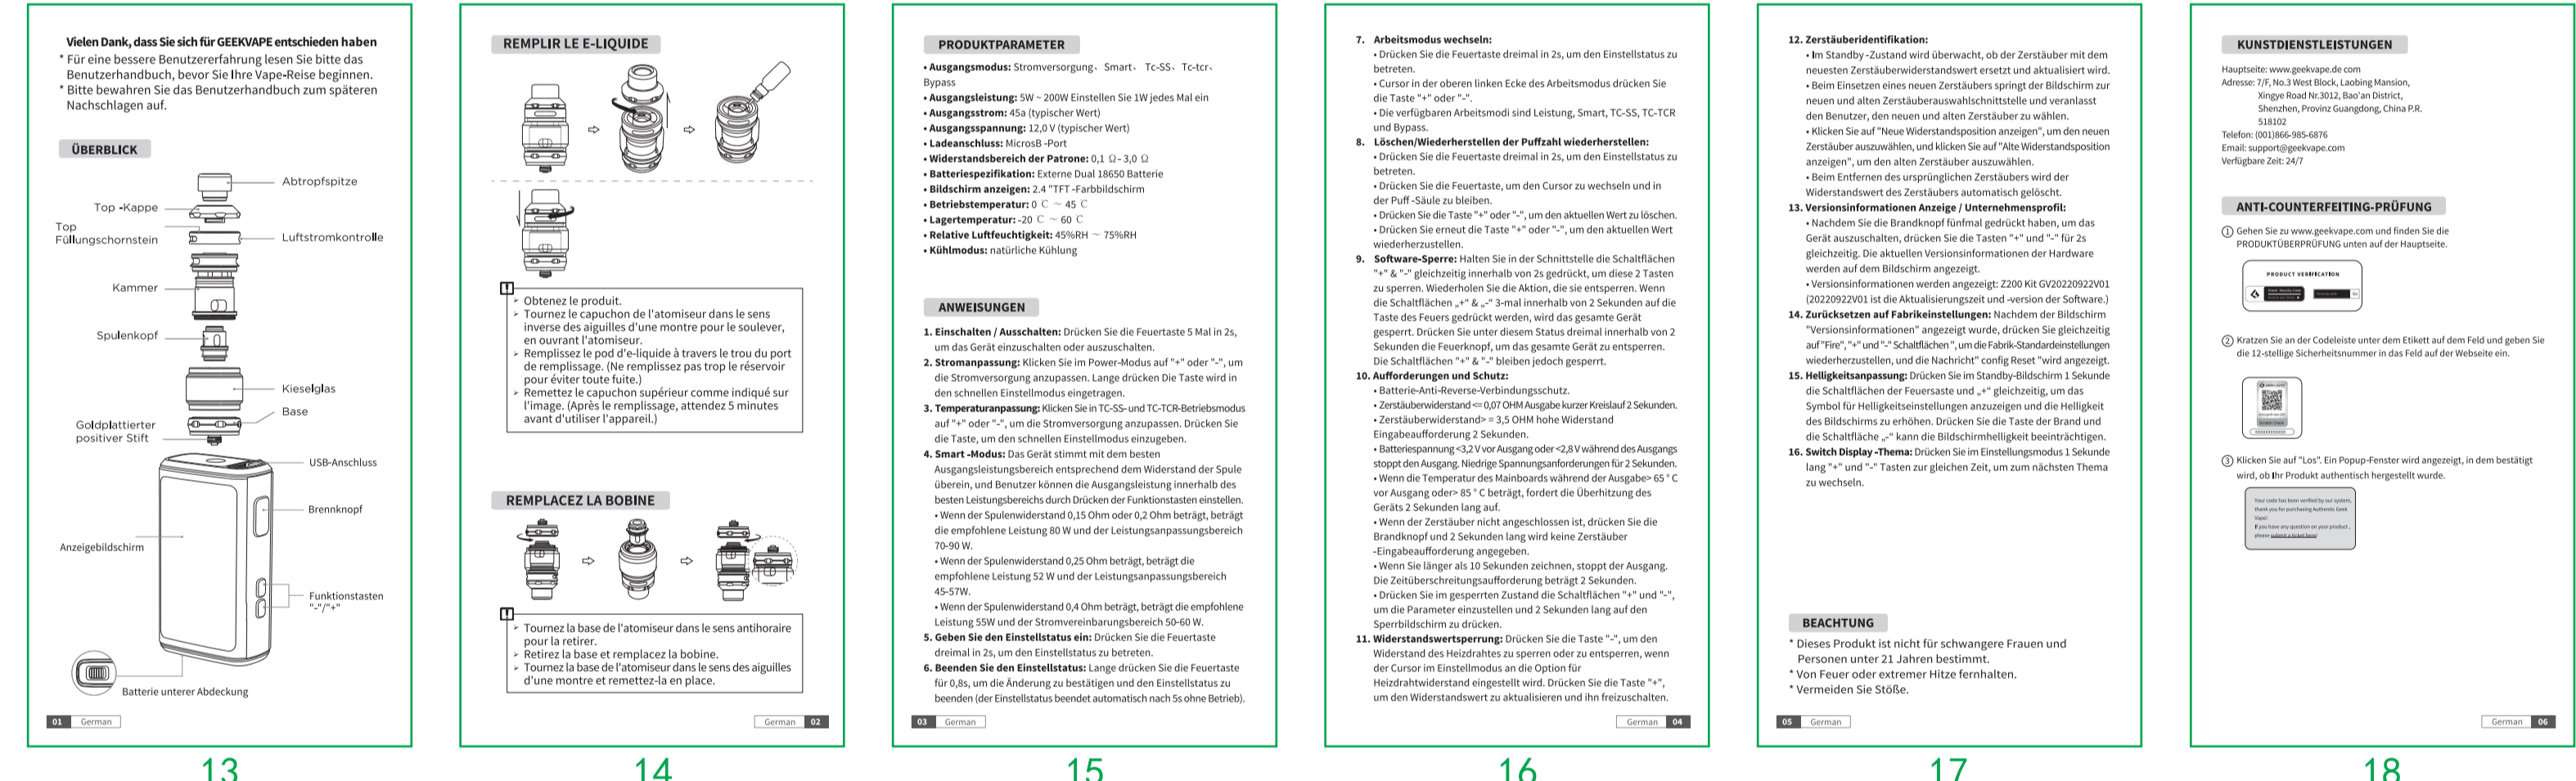 Vielen Dank, dass Sie sich für GEEKVAPE entschieden haben
* Für eine bessere Benutzererfahrung lesen Sie bitte das
Benutzerhandbuch, bevor Sie Ihre Vape-Reise beginnen.
* Bitte bewahren Sie das Benutzerhandbuch zum späteren
Nachschlagen auf.
ÜBERBLICK
Abtropfspitze
Top -Kappe
Top
Füllungschornstein
Luftstromkontrolle
Kammer
Spulenkopf
Kieselglas
Base
Goldplattierter
positiver Stift
USB-Anschluss
Brennknopf
Anzeigebildschirm
Funktionstasten
"-"/"+"
Batterie unterer Abdeckung
01 German
13
REMPLIR LE E-LIQUIDE
➢ Obtenez le produit.
➢ Tournez le capuchon de l'atomiseur dans le sens
inverse des aiguilles d'une montre pour le soulever,
en ouvrant l'atomiseur.
➢ Remplissez le pod d'e-liquide à travers le trou du port
de remplissage. (Ne remplissez pas trop le réservoir
pour éviter toute fuite.)
➢ Remettez le capuchon supérieur comme indiqué sur
l'image. (Après le remplissage, attendez 5 minutes
avant d'utiliser l'appareil.)
REMPLACEZ LA BOBINE
➢ Tournez la base de l'atomiseur dans le sens antihoraire
pour la retirer.
➢ Retirez la base et remplacez la bobine.
➢ Tournez la base de l'atomiseur dans le sens des aiguilles
d'une montre et remettez-la en place.
German 02
14
PRODUKTPARAMETER
• Ausgangsmodus: Stromversorgung、 Smart、 Tc-SS、 Tc-tcr、
Bypass
• Ausgangsleistung: 5W ~ 200W Einstellen Sie 1W jedes Mal ein
• Ausgangsstrom: 45a (typischer Wert)
• Ausgangsspannung: 12,0 V (typischer Wert)
• Ladeanschluss: MicrosB -Port
• Widerstandsbereich der Patrone: 0,1 Ω- 3,0 Ω
• Batteriespezifikation: Externe Dual 18650 Batterie
• Bildschirm anzeigen: 2.4 "TFT -Farbbildschirm
• Betriebstemperatur: 0 C ~ 45 C
• Lagertemperatur: -20 C ~ 60 C
• Relative Luftfeuchtigkeit: 45%RH ~ 75%RH
• Kühlmodus: natürliche Kühlung
ANWEISUNGEN
1. Einschalten / Ausschalten: Drücken Sie die Feuertaste 5 Mal in 2s,
um das Gerät einzuschalten oder auszuschalten.
2. Stromanpassung: Klicken Sie im Power-Modus auf "+" oder "-", um
die Stromversorgung anzupassen. Lange drücken Die Taste wird in
den schnellen Einstellmodus eingetragen.
3. Temperaturanpassung: Klicken Sie in TC-SS- und TC-TCR-Betriebsmodus
auf "+" oder "-", um die Stromversorgung anzupassen. Drücken Sie
die Taste, um den schnellen Einstellmodus einzugeben.
4. Smart -Modus: Das Gerät stimmt mit dem besten
Ausgangsleistungsbereich entsprechend dem Widerstand der Spule
überein, und Benutzer können die Ausgangsleistung innerhalb des
besten Leistungsbereichs durch Drücken der Funktionstasten einstellen.
• Wenn der Spulenwiderstand 0,15 Ohm oder 0,2 Ohm beträgt, beträgt
die empfohlene Leistung 80 W und der Leistungsanpassungsbereich
70-90 W.
• Wenn der Spulenwiderstand 0,25 Ohm beträgt, beträgt die
empfohlene Leistung 52 W und der Leistungsanpassungsbereich
45-57W.
• Wenn der Spulenwiderstand 0,4 Ohm beträgt, beträgt die empfohlene
Leistung 55W und der Stromvereinbarungsbereich 50-60 W.
5. Geben Sie den Einstellstatus ein: Drücken Sie die Feuertaste
dreimal in 2s, um den Einstellstatus zu betreten.
6. Beenden Sie den Einstellstatus: Lange drücken Sie die Feuertaste
für 0,8s, um die Änderung zu bestätigen und den Einstellstatus zu
beenden (der Einstellstatus beendet automatisch nach 5s ohne Betrieb).
03 German
15
7. Arbeitsmodus wechseln:
• Drücken Sie die Feuertaste dreimal in 2s, um den Einstellstatus zu
betreten.
• Cursor in der oberen linken Ecke des Arbeitsmodus drücken Sie
die Taste "+" oder "-".
• Die verfügbaren Arbeitsmodi sind Leistung, Smart, TC-SS, TC-TCR
und Bypass.
8. Löschen/Wiederherstellen der Puffzahl wiederherstellen:
• Drücken Sie die Feuertaste dreimal in 2s, um den Einstellstatus zu
betreten.
• Drücken Sie die Feuertaste, um den Cursor zu wechseln und in
der Puff -Säule zu bleiben.
• Drücken Sie die Taste "+" oder "-", um den aktuellen Wert zu löschen.
• Drücken Sie erneut die Taste "+" oder "-", um den aktuellen Wert
wiederherzustellen.
9. Software-Sperre: Halten Sie in der Schnittstelle die Schaltflächen
"+" & "-" gleichzeitig innerhalb von 2s gedrückt, um diese 2 Tasten
zu sperren. Wiederholen Sie die Aktion, die sie entsperren. Wenn
die Schaltflächen „+“ & „-“ 3-mal innerhalb von 2 Sekunden auf die
Taste des Feuers gedrückt werden, wird das gesamte Gerät
gesperrt. Drücken Sie unter diesem Status dreimal innerhalb von 2
Sekunden die Feuerknopf, um das gesamte Gerät zu entsperren.
Die Schaltflächen "+" & "-" bleiben jedoch gesperrt.
10. Aufforderungen und Schutz:
• Batterie-Anti-Reverse-Verbindungsschutz.
• Zerstäuberwiderstand <= 0,07 OHM Ausgabe kurzer Kreislauf 2 Sekunden.
• Zerstäuberwiderstand> = 3,5 OHM hohe Widerstand
Eingabeaufforderung 2 Sekunden.
• Batteriespannung <3,2 V vor Ausgang oder <2,8 V während des Ausgangs
stoppt den Ausgang. Niedrige Spannungsanforderungen für 2 Sekunden.
• Wenn die Temperatur des Mainboards während der Ausgabe> 65 ° C
vor Ausgang oder> 85 ° C beträgt, fordert die Überhitzung des
Geräts 2 Sekunden lang auf.
• Wenn der Zerstäuber nicht angeschlossen ist, drücken Sie die
Brandknopf und 2 Sekunden lang wird keine Zerstäuber
-Eingabeaufforderung angegeben.
• Wenn Sie länger als 10 Sekunden zeichnen, stoppt der Ausgang.
Die Zeitüberschreitungsaufforderung beträgt 2 Sekunden.
• Drücken Sie im gesperrten Zustand die Schaltflächen "+" und "-",
um die Parameter einzustellen und 2 Sekunden lang auf den
Sperrbildschirm zu drücken.
11. Widerstandswertsperrung: Drücken Sie die Taste "-", um den
Widerstand des Heizdrahtes zu sperren oder zu entsperren, wenn
der Cursor im Einstellmodus an die Option für
Heizdrahtwiderstand eingestellt wird. Drücken Sie die Taste "+",
um den Widerstandswert zu aktualisieren und ihn freizuschalten.
German 04
16
12. Zerstäuberidentifikation:
• Im Standby -Zustand wird überwacht, ob der Zerstäuber mit dem
neuesten Zerstäuberwiderstandswert ersetzt und aktualisiert wird.
• Beim Einsetzen eines neuen Zerstäubers springt der Bildschirm zur
neuen und alten Zerstäuberauswahlschnittstelle und veranlasst
den Benutzer, den neuen und alten Zerstäuber zu wählen.
• Klicken Sie auf "Neue Widerstandsposition anzeigen", um den neuen
Zerstäuber auszuwählen, und klicken Sie auf "Alte Widerstandsposition
anzeigen", um den alten Zerstäuber auszuwählen.
• Beim Entfernen des ursprünglichen Zerstäubers wird der
Widerstandswert des Zerstäubers automatisch gelöscht.
13. Versionsinformationen Anzeige / Unternehmensprofil:
• Nachdem Sie die Brandknopf fünfmal gedrückt haben, um das
Gerät auszuschalten, drücken Sie die Tasten "+" und "-" für 2s
gleichzeitig. Die aktuellen Versionsinformationen der Hardware
werden auf dem Bildschirm angezeigt.
• Versionsinformationen werden angezeigt: Z200 Kit GV20220922V01
(20220922V01 ist die Aktualisierungszeit und -version der Software.)
14. Zurücksetzen auf Fabrikeinstellungen: Nachdem der Bildschirm
"Versionsinformationen" angezeigt wurde, drücken Sie gleichzeitig
auf "Fire", "+" und "-" Schaltflächen ", um die Fabrik-Standardeinstellungen
wiederherzustellen, und die Nachricht" config Reset "wird angezeigt.
15. Helligkeitsanpassung: Drücken Sie im Standby-Bildschirm 1 Sekunde
die Schaltflächen der Feuersaste und „+“ gleichzeitig, um das
Symbol für Helligkeitseinstellungen anzuzeigen und die Helligkeit
des Bildschirms zu erhöhen. Drücken Sie die Taste der Brand und
die Schaltfläche „-“ kann die Bildschirmhelligkeit beeinträchtigen.
16. Switch Display -Thema: Drücken Sie im Einstellungsmodus 1 Sekunde
lang "+" und "-" Tasten zur gleichen Zeit, um zum nächsten Thema
zu wechseln.
BEACHTUNG
* Dieses Produkt ist nicht für schwangere Frauen und
Personen unter 21 Jahren bestimmt.
* Von Feuer oder extremer Hitze fernhalten.
* Vermeiden Sie Stöße.
05 German
17
KUNSTDIENSTLEISTUNGEN
Hauptseite: www.geekvape.de com
Adresse: 7/F, No.3 West Block, Laobing Mansion,
Xingye Road Nr.3012, Bao'an District,
Shenzhen, Provinz Guangdong, China P.R.
518102
Telefon: (001)866-985-6876
Email: support@geekvape.com
Verfügbare Zeit: 24/7
ANTI-COUNTERFEITING-PRÜFUNG
① Gehen Sie zu www.geekvape.com und finden Sie die
PRODUKTÜBERPRÜFUNG unten auf der Hauptseite.
PRODUCT VERIFICATION
② Kratzen Sie an der Codeleiste unter dem Etikett auf dem Feld und geben Sie
die 12-stellige Sicherheitsnummer in das Feld auf der Webseite ein.
③ Klicken Sie auf "Los". Ein Popup-Fenster wird angezeigt, in dem bestätigt
wird, ob Ihr Produkt authentisch hergestellt wurde.
Your code has been verified by our system,
thank you for purchasing Authentic Geek
Vape!
If you have any question on your product,
please submit a ticket here!
German 06
18